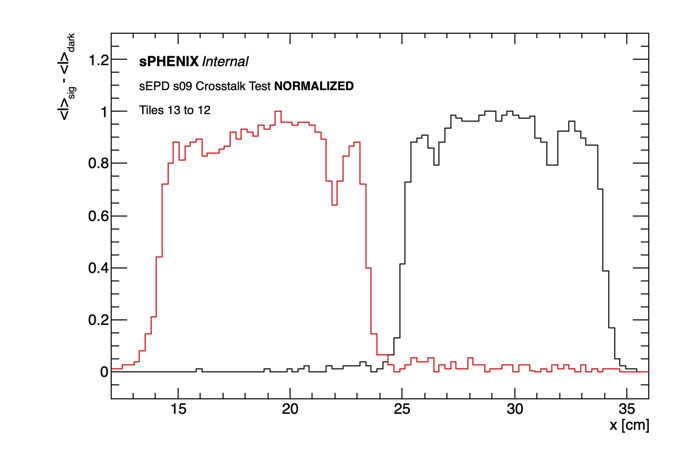 <I>sig - <I>dark
1.2
sPHENIX Internal
sEPD s09 Crosstalk Test NORMALIZED
Tiles 13 to 12
1
0.8
0.6
0.4
0.2
0
15 20 25 30 35
x [cm]